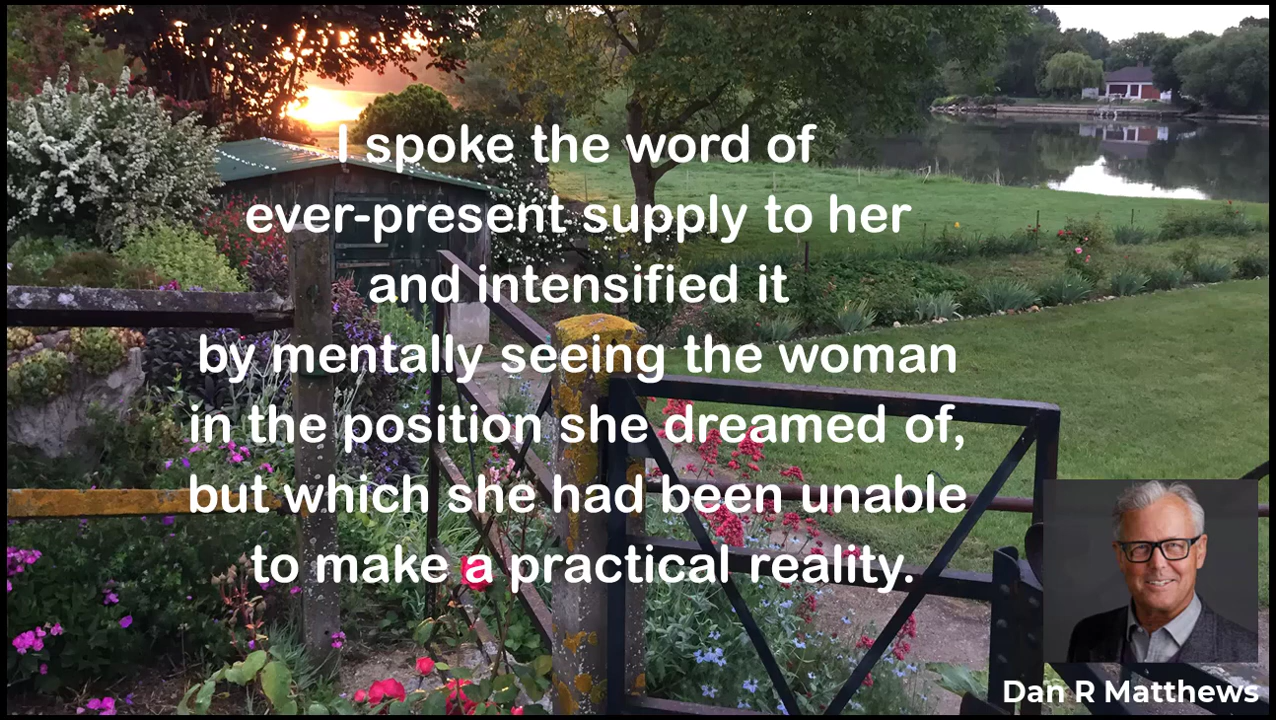 I spoke the word of
ever-present supply to her
and intensified it
by mentally seeing the woman
in the position she dreamed of,
but which she had been unable
to make a practical reality.
Dan R Matthews